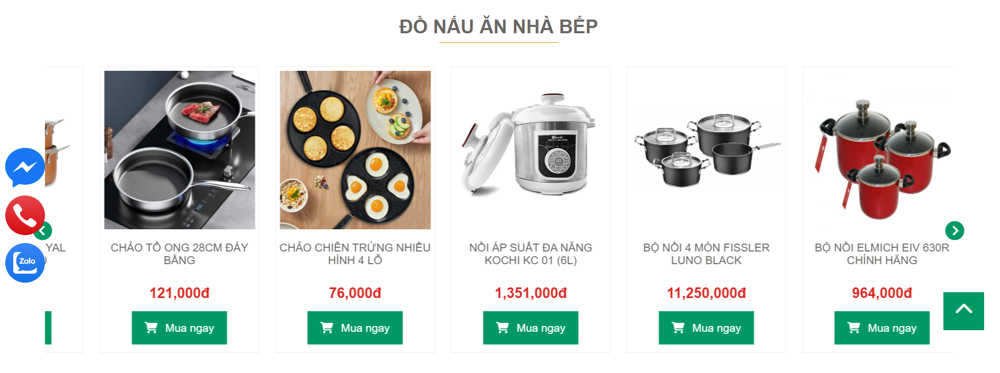 ĐỒ NẤU ĂN NHÀ BẾP
YAL
CHẢO TỔ ONG 28CM ĐÁY
BẰNG
121,000đ
Mua ngay
CHẢO CHIÊN TRỨNG NHIỀU
HÌNH 4 LỖ
76,000đ
Mua ngay
NỒI ÁP SUẤT ĐA NĂNG
KOCHI KC 01 (6L)
1,351,000đ
Mua ngay
BỘ NỒI 4 MÓN FISSLER
LUNO BLACK
11,250,000đ
Mua ngay
BỘ NỒI ELMICH EIV 630R
CHÍNH HÃNG
964,000đ
Mua ngay
Zalo